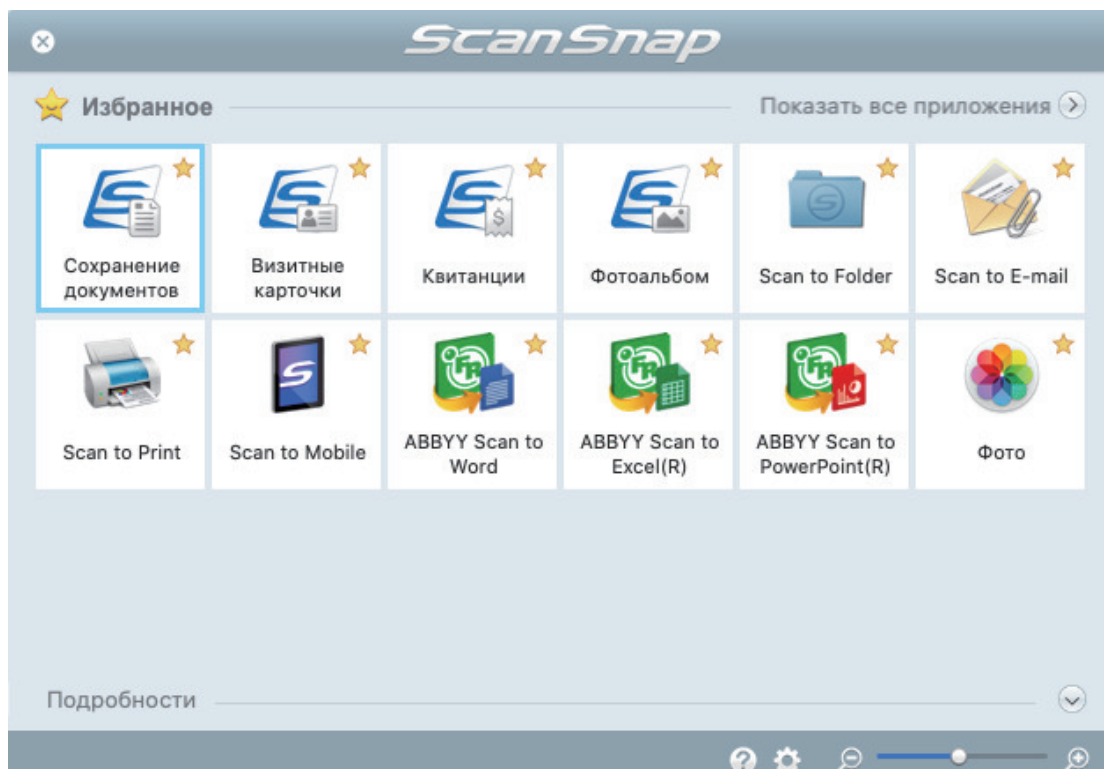 ScanSnap
Избранное
Показать все приложения
Сохранение
документов
Визитные
карточки
Квитанции
Фотоальбом
Scan to Folder
Scan to E-mail
Scan to Print
Scan to Mobile
ABBYY Scan to
Word
ABBYY Scan to
Excel(R)
ABBYY Scan to
PowerPoint(R)
Фото
Подробности